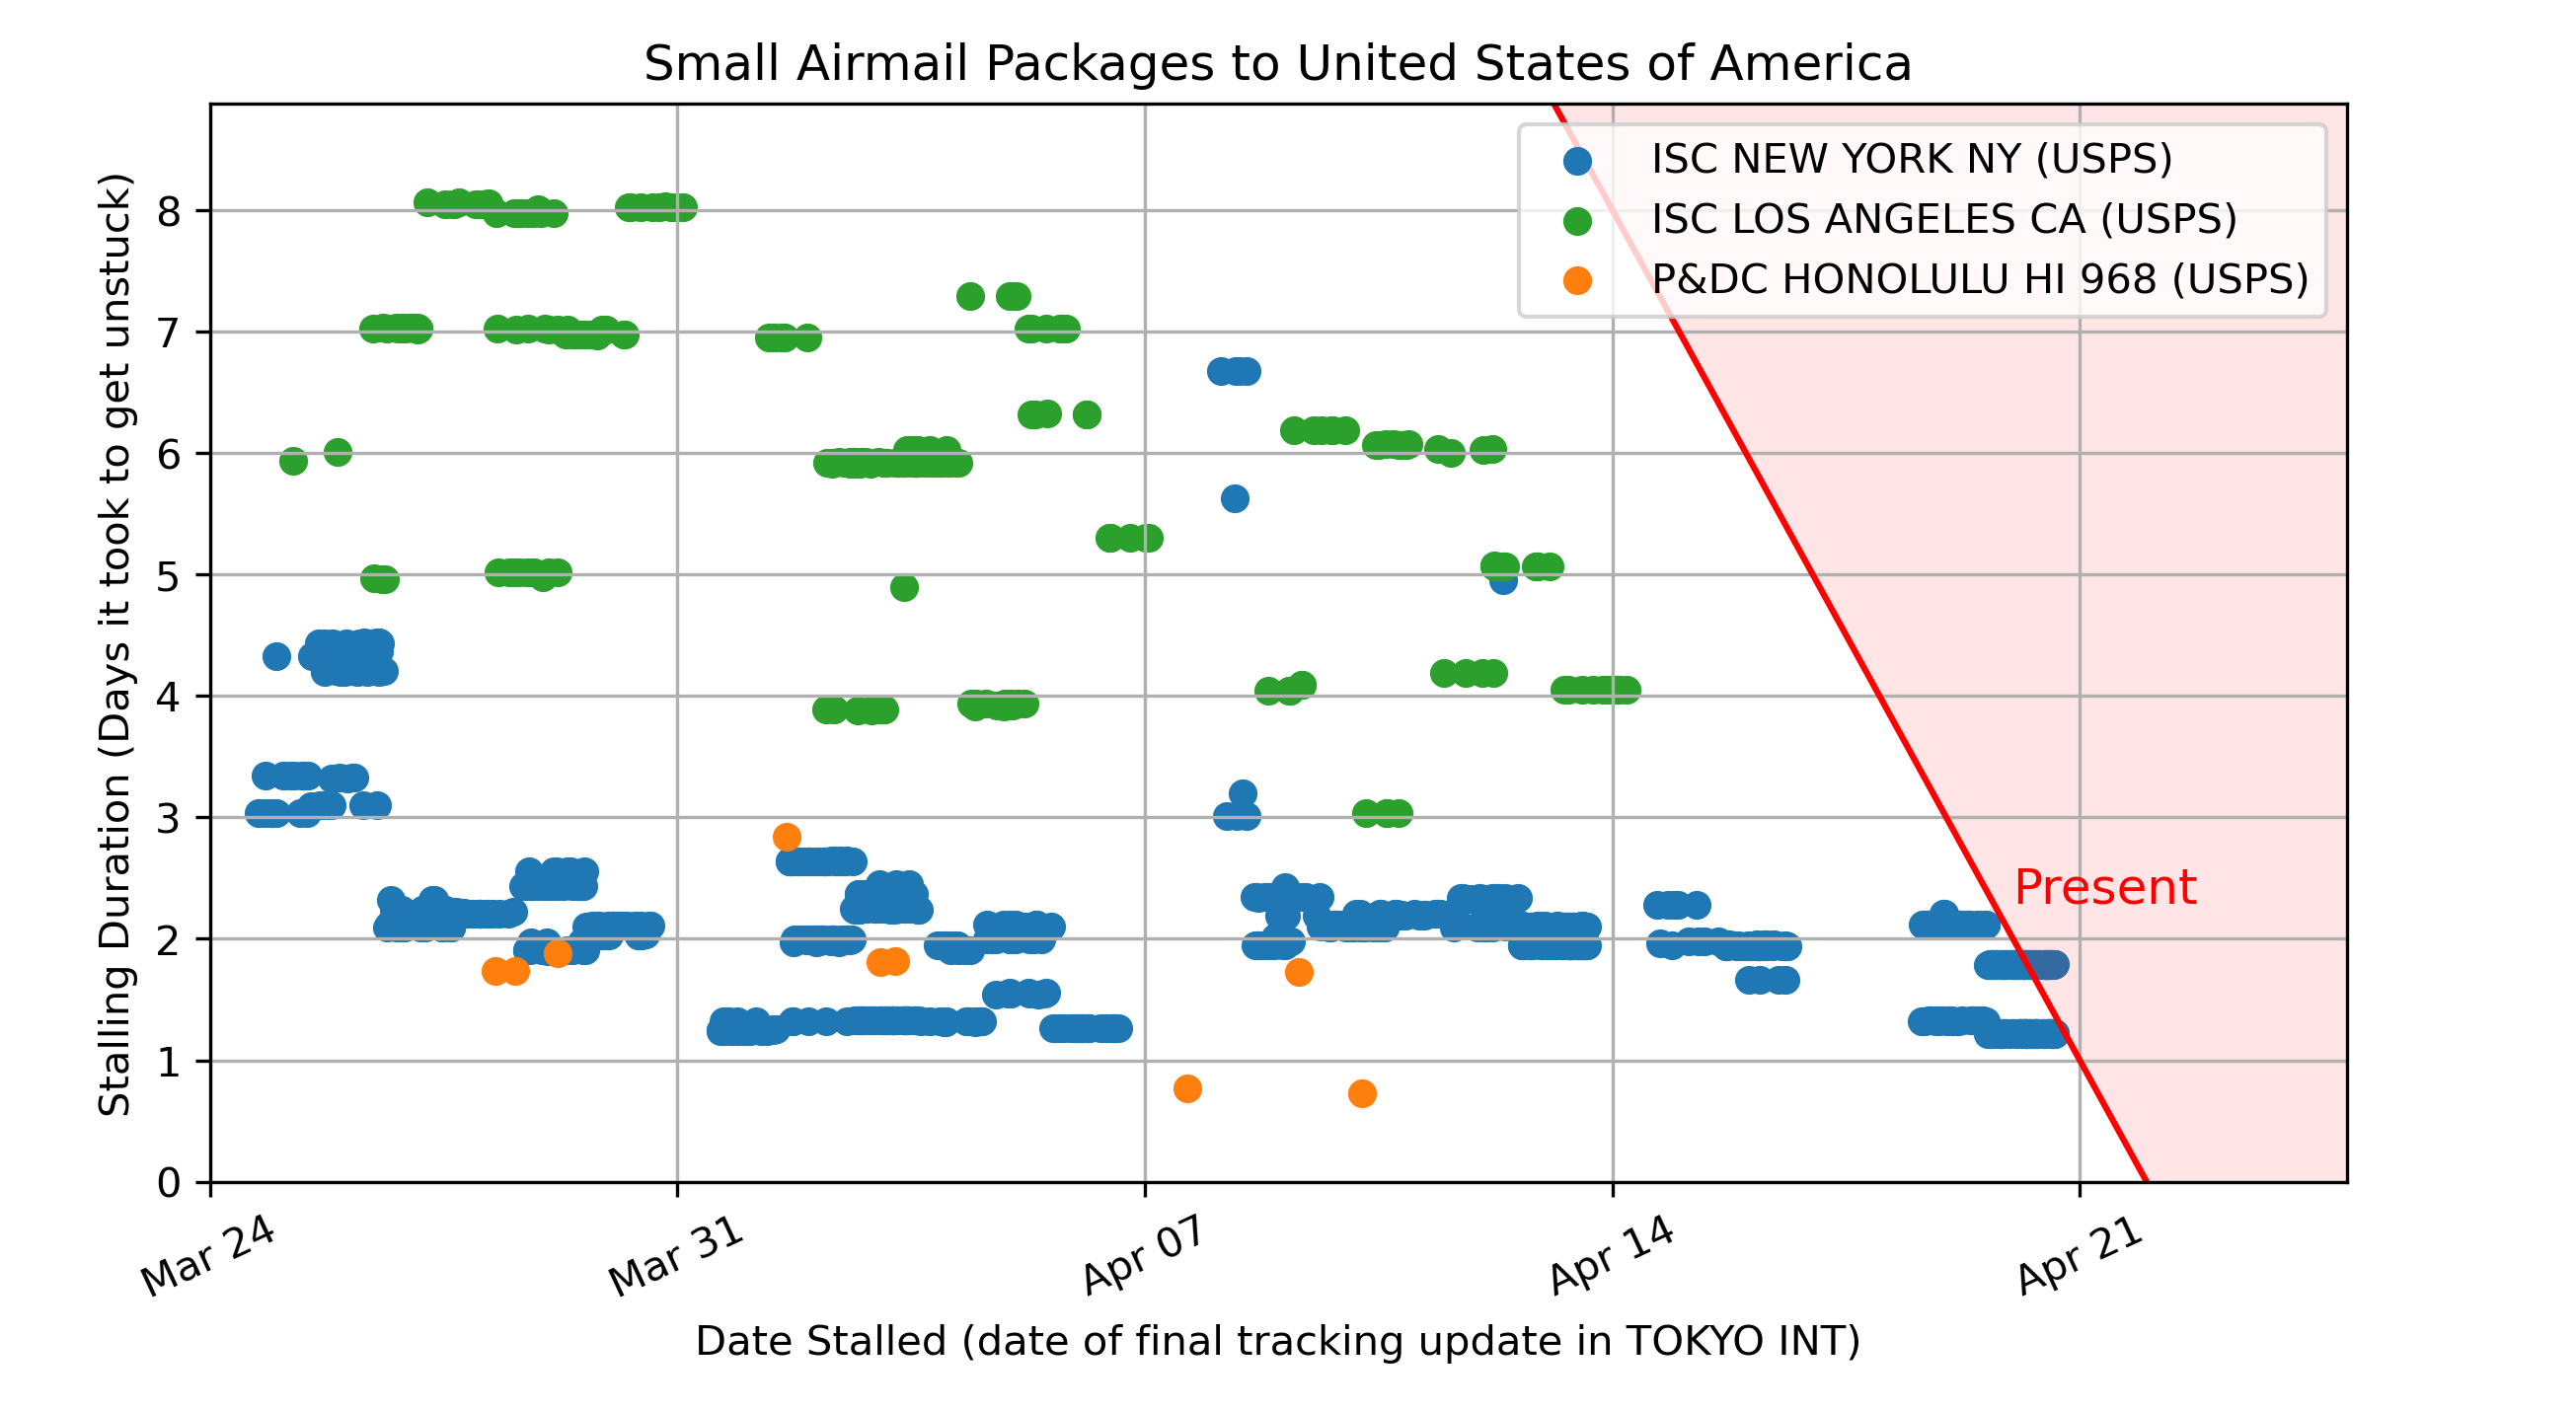 Small Airmail Packages to United States of America
ISC NEW YORK NY (USPS)
ISC LOS ANGELES CA (USPS)
P&DC HONOLULU HI 968 (USPS)
Stalling Duration (Days it took to get unstuck)
8
7
6
5
4
3
2
1
0
Present
Mar 24
Mar 31
Apr 07
Apr 14
Apr 21
Date Stalled (date of final tracking update in TOKYO INT)